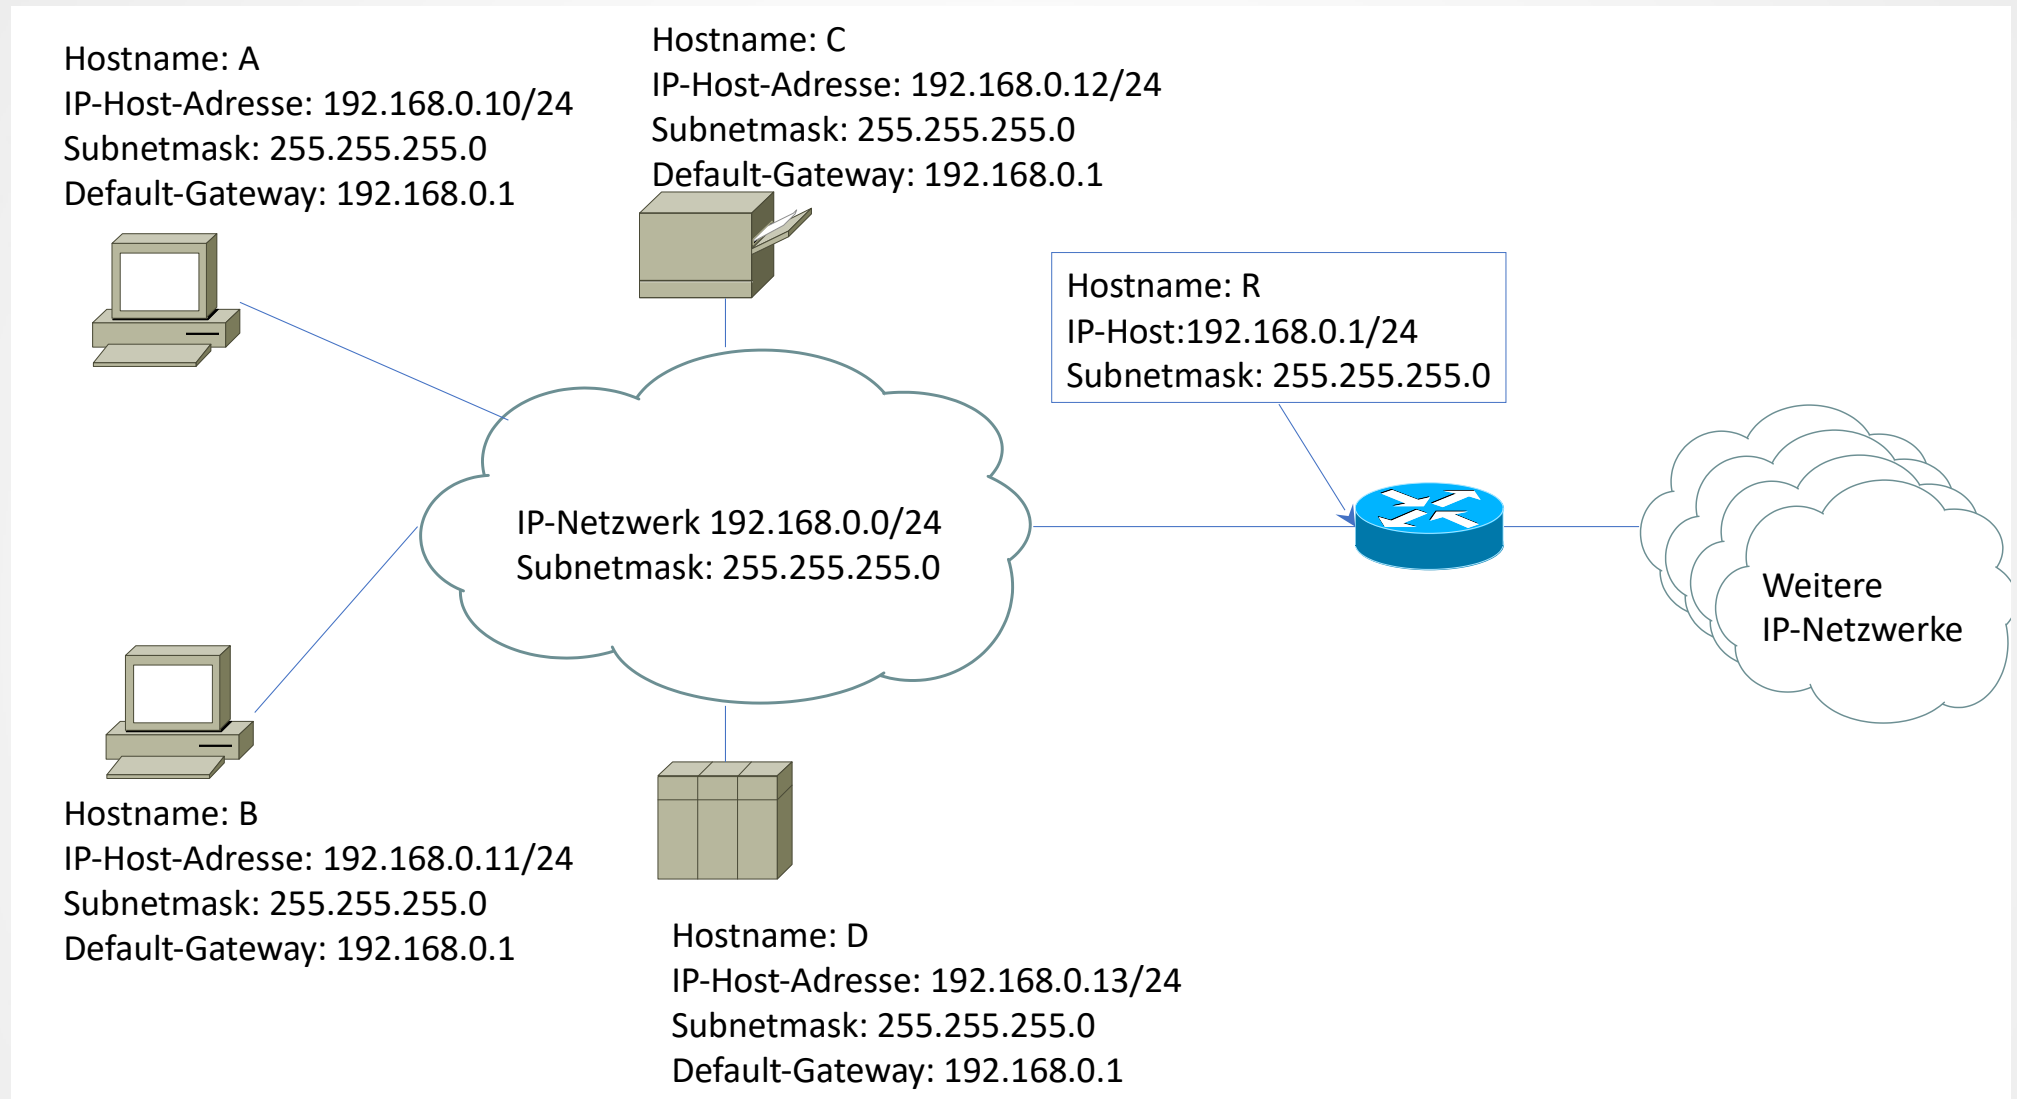 Hostname: A
IP-Host-Adresse: 192.168.0.10/24
Subnetmask: 255.255.255.0
Default-Gateway: 192.168.0.1
Hostname: C
IP-Host-Adresse: 192.168.0.12/24
Subnetmask: 255.255.255.0
Default-Gateway: 192.168.0.1
Hostname: R
IP-Host:192.168.0.1/24
Subnetmask: 255.255.255.0
IP-Netzwerk 192.168.0.0/24
Subnetmask: 255.255.255.0
Weitere
IP-Netzwerke
Hostname: B
IP-Host-Adresse: 192.168.0.11/24
Subnetmask: 255.255.255.0
Default-Gateway: 192.168.0.1
Hostname: D
IP-Host-Adresse: 192.168.0.13/24
Subnetmask: 255.255.255.0
Default-Gateway: 192.168.0.1